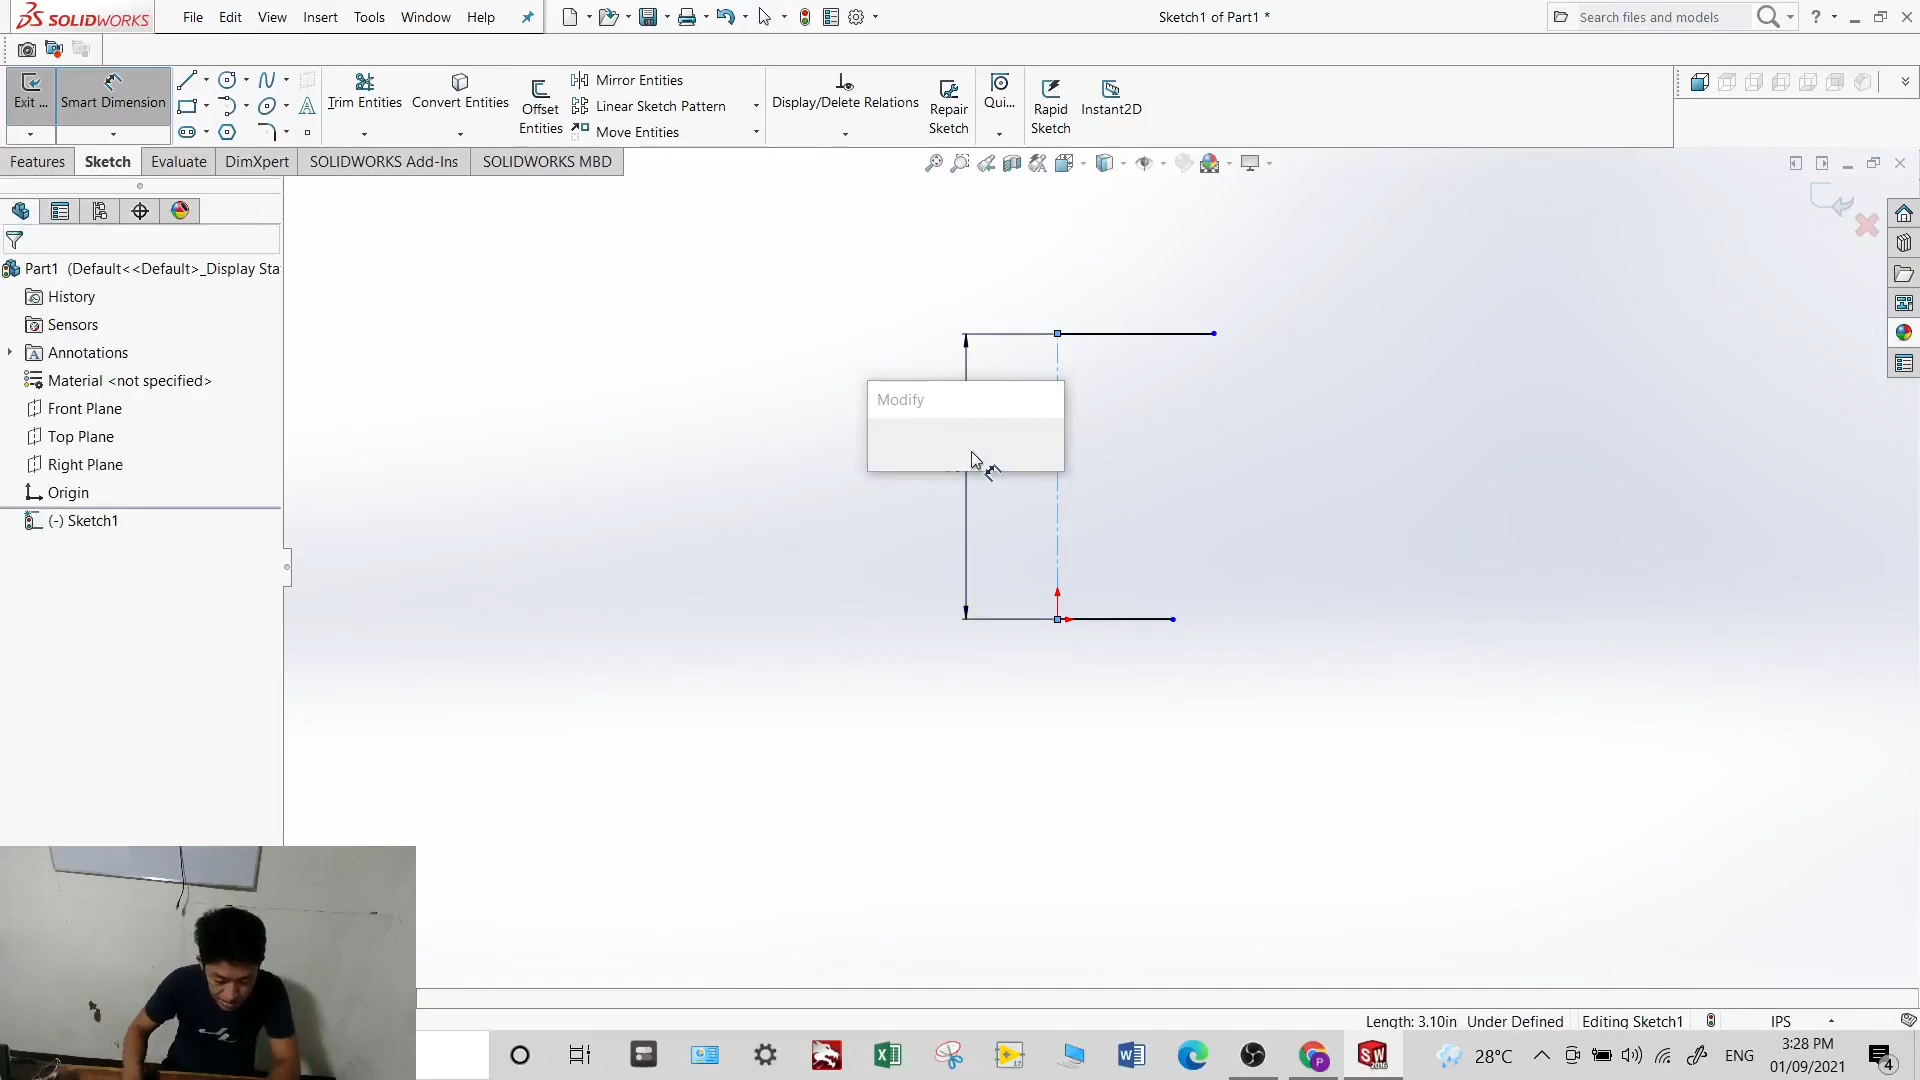 SOLIDWORKS
File
Edit
View
Insert
Tools
Window
Help
Sketch1 of Part1 *
Search files and models
?
Exit ...
Smart Dimension
Trim Entities
Convert Entities
Offset
Entities
Mirror Entities
Linear Sketch Pattern
Move Entities
Display/Delete Relations
Repair
Sketch
Qui...
Rapid
Sketch
Instant2D
Features
Sketch
Evaluate
DimXpert
SOLIDWORKS Add-Ins
SOLIDWORKS MBD
Part1 (Default<<Default>_Display Sta
History
Sensors
Annotations
Material <not specified>
Front Plane
Top Plane
Right Plane
Origin
(-) Sketch1
Modify
Length: 3.10in
Under Defined
Editing Sketch1
IPS
28°C
ENG
3:28 PM
01/09/2021
4